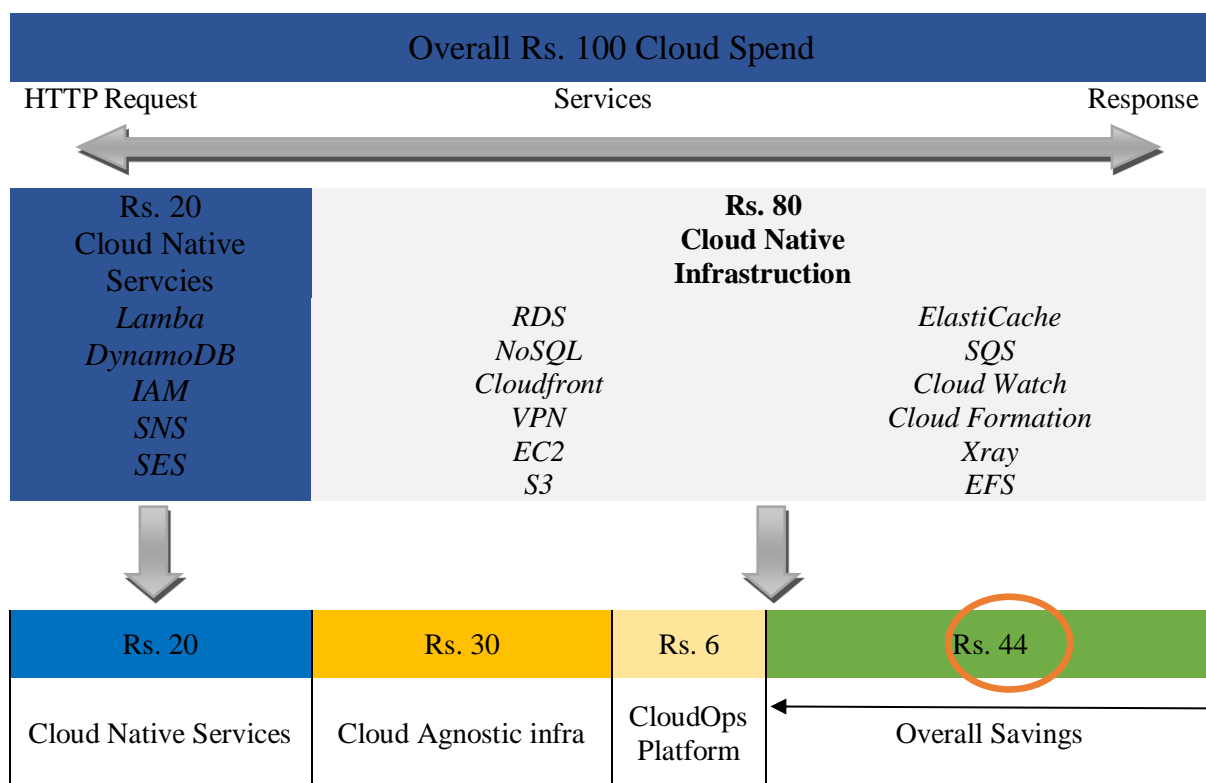 Overall Rs. 100 Cloud Spend
HTTP Request
Services
Response
Rs. 20
Cloud Native
Servcies
Lamba
DynamoDB
IAM
SNS
SES
Rs. 80
Cloud Native
Infrastruction
RDS
NoSQL
Cloudfront
VPN
EC2
S3
ElastiCache
SQS
Cloud Watch
Cloud Formation
Xray
EFS
Rs. 20
Rs. 30
Rs. 6
Rs. 44
Cloud Native Services
Cloud Agnostic infra
CloudOps
Platform
Overall Savings